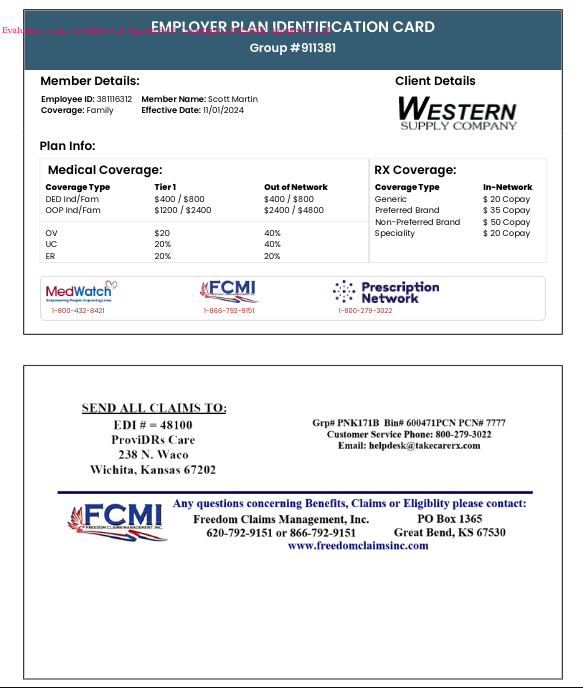 EMPLOYER PLAN IDENTIFICATION CARD
Evaluation Only. Created with
Group #911381
Member Details:
Client Details
Employee ID: 381116312 Member Name: Scott Martin
Coverage: Family Effective Date: 11/01/2024
WESTERN
SUPPLY COMPANY
Plan Info:
Medical Coverage:
Coverage Type Tier 1 Out of Network
DED Ind/Fam $400 / $800 $400 / $800
OOP Ind/Fam $1200 / $2400 $2400 / $4800
OV $20 40%
UC 20% 40%
ER 20% 20%
RX Coverage:
Coverage Type In-Network
Generic $ 20 Copay
Preferred Brand $ 35 Copay
Non-Preferred Brand $ 50 Copay
Speciality $ 20 Copay
MedWatch
Empowering People. Improving Lives.
1-800-432-8421
FCMI
FREEDOM CLAIMS MANAGEMENT, INC.
1-866-792-9151
Prescription
Network
1-800-279-3022
SEND ALL CLAIMS TO:
EDI # = 48100
ProviDRs Care
238 N. Waco
Wichita, Kansas 67202
Grp# PNK171B Bin# 600471PCN PCN# 7777
Customer Service Phone: 800-279-3022
Email: helpdesk@takecarerx.com
FCMI
FREEDOM CLAIMS MANAGEMENT, INC.
Any questions concerning Benefits, Claims or Eligiblity please contact:
Freedom Claims Management, Inc. PO Box 1365
620-792-9151 or 866-792-9151 Great Bend, KS 67530
www.freedomclaimsinc.com